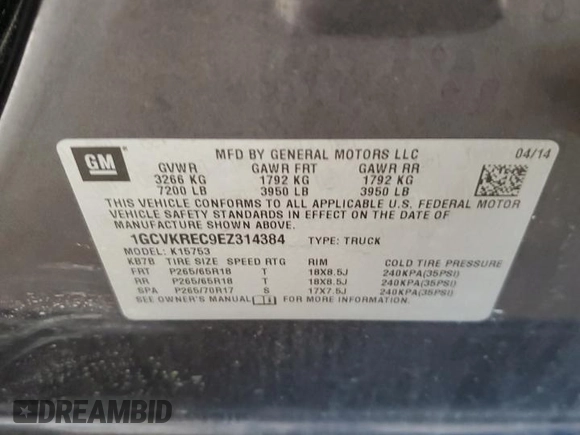 GM
MFD BY GENERAL MOTORS LLC 04/14
GVWR GAWR FRT GAWR RR
3266 KG 1792 KG 1792 KG
7200 LB 3950 LB 3950 LB
THIS VEHICLE CONFORMS TO ALL APPLICABLE U.S. FEDERAL MOTOR
VEHICLE SAFETY STANDARDS IN EFFECT ON THE DATE OF
MANUFACTURE SHOWN ABOVE.
1GCVKREC9EZ314384 TYPE: TRUCK
MODEL: K15753
KB7B TIRE SIZE SPEED RTG RIM COLD TIRE PRESSURE
FRT P265/65R18 T 18X8.5J 240KPA(35PSI)
RR P265/65R18 T 18X8.5J 240KPA(35PSI)
SPA P265/70R17 S 17X7.5J 240KPA(35PSI)
SEE OWNER'S MANUAL FOR MORE INFORMATION.
DREAMBID